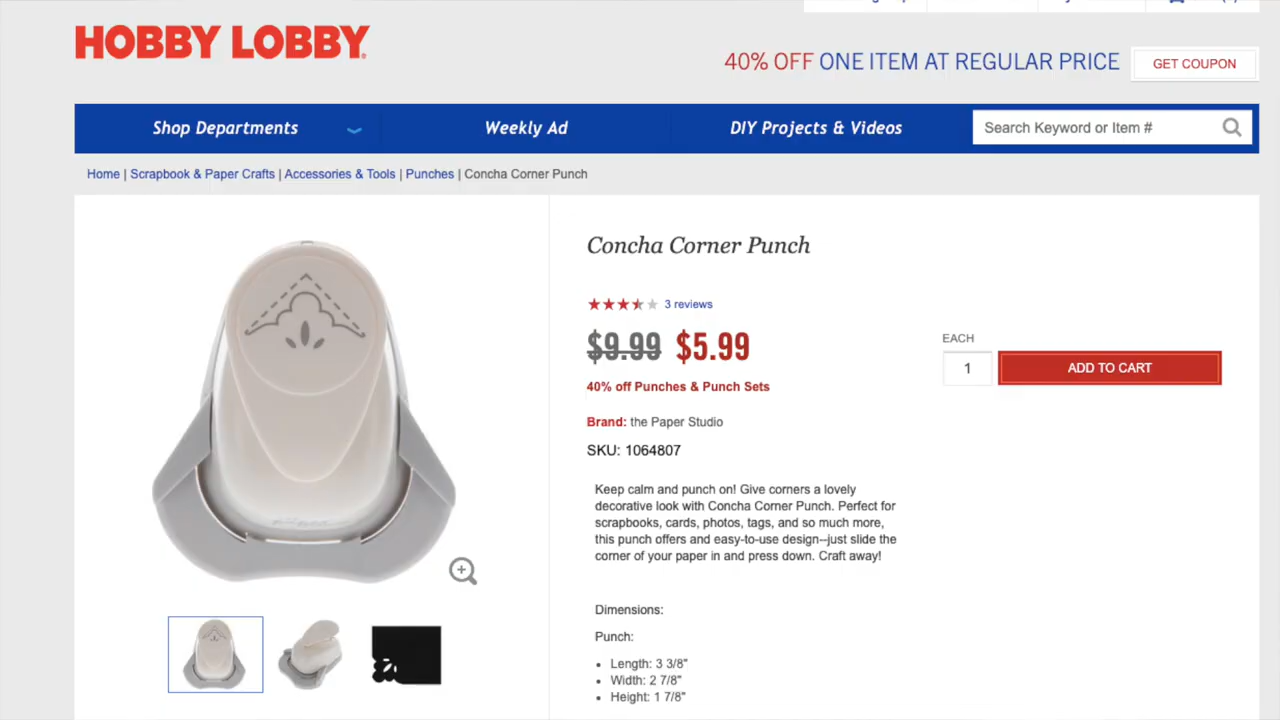 HOBBY LOBBY
40% OFF ONE ITEM AT REGULAR PRICE
GET COUPON
Shop Departments
Weekly Ad
DIY Projects & Videos
Search Keyword or Item #
Home | Scrapbook & Paper Crafts | Accessories & Tools | Punches | Concha Corner Punch
Concha Corner Punch
3 reviews
$9.99 $5.99
EACH
1
ADD TO CART
40% off Punches & Punch Sets
Brand: the Paper Studio
SKU: 1064807
Keep calm and punch on! Give corners a lovely
decorative look with Concha Corner Punch. Perfect for
scrapbooks, cards, photos, tags, and so much more,
this punch offers and easy-to-use design--just slide the
corner of your paper in and press down. Craft away!
Dimensions:
Punch:
• Length: 3 3/8"
• Width: 2 7/8"
• Height: 1 7/8"